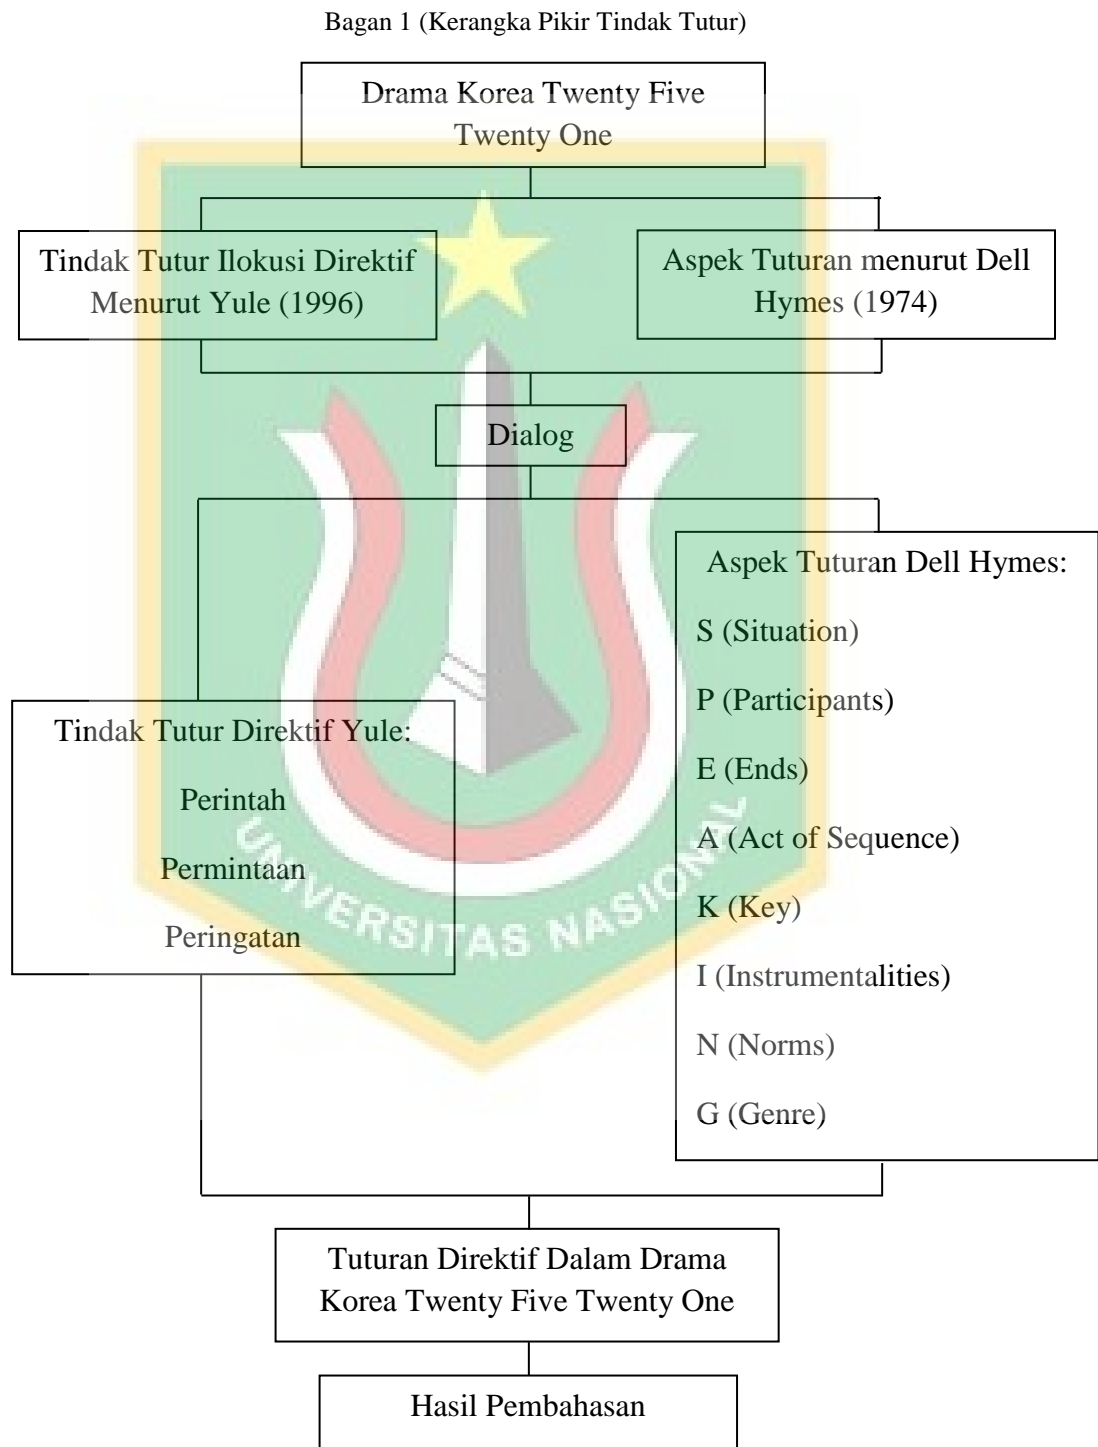 Bagan 1 (Kerangka Pikir Tindak Tutur)
Drama Korea Twenty Five
Twenty One
Tindak Tutur Ilokusi Direktif
Menurut Yule (1996)
Aspek Tuturan menurut Dell
Hymes (1974)
Dialog
Tindak Tutur Direktif Yule:
Perintah
Permintaan
Peringatan
Aspek Tuturan Dell Hymes:
S (Situation)
P (Participants)
E (Ends)
A (Act of Sequence)
K (Key)
I (Instrumentalities)
N (Norms)
G (Genre)
UNIVERSITAS NASIONAL
Tuturan Direktif Dalam Drama
Korea Twenty Five Twenty One
Hasil Pembahasan